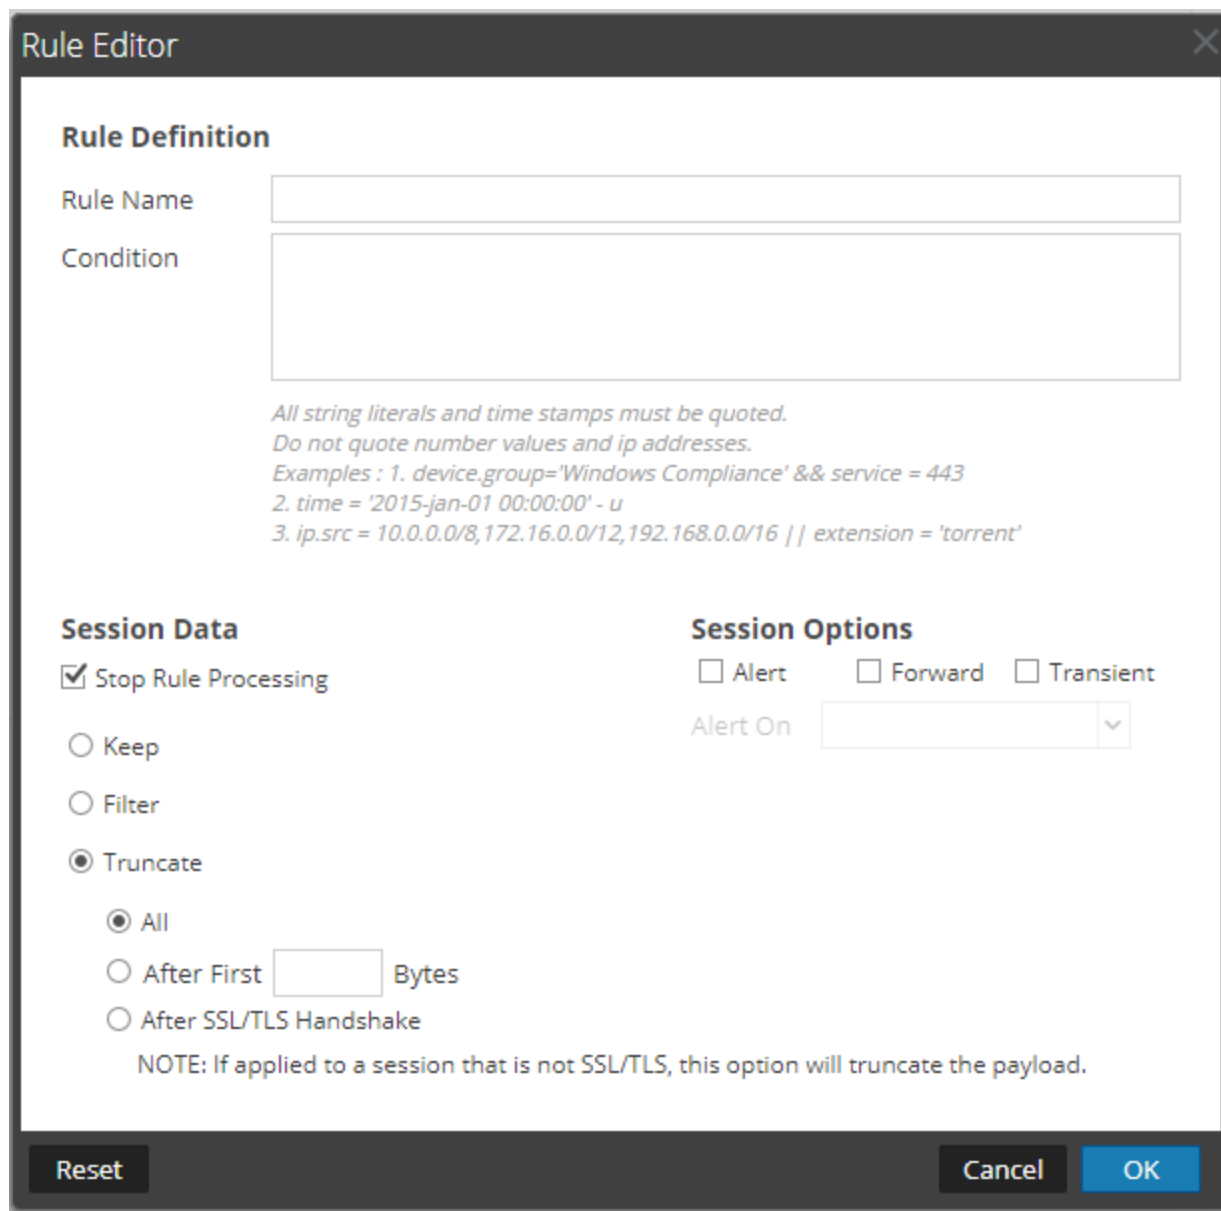 Rule Editor
Rule Definition
Rule Name
Condition
All string literals and time stamps must be quoted.
Do not quote number values and ip addresses.
Examples : 1. device.group='Windows Compliance' && service = 443
2. time = '2015-jan-01 00:00:00' - u
3. ip.src = 10.0.0.0/8,172.16.0.0/12,192.168.0.0/16 || extension = 'torrent'
Session Data
Stop Rule Processing
Keep
Filter
Truncate
All
After First Bytes
After SSL/TLS Handshake
NOTE: If applied to a session that is not SSL/TLS, this option will truncate the payload.
Session Options
Alert Forward Transient
Alert On
Reset Cancel OK